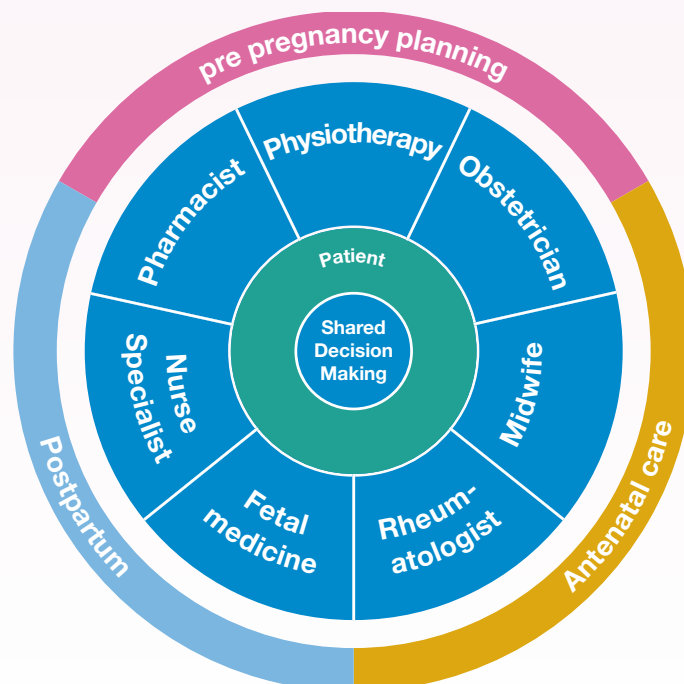 pre pregnancy planning
Physiotherapy
Obstetrician
Midwife
Rheum-
atologist
Fetal
medicine
Nurse
Specialist
Pharmacist
Patient
Shared
Decision
Making
Antenatal care
Postpartum